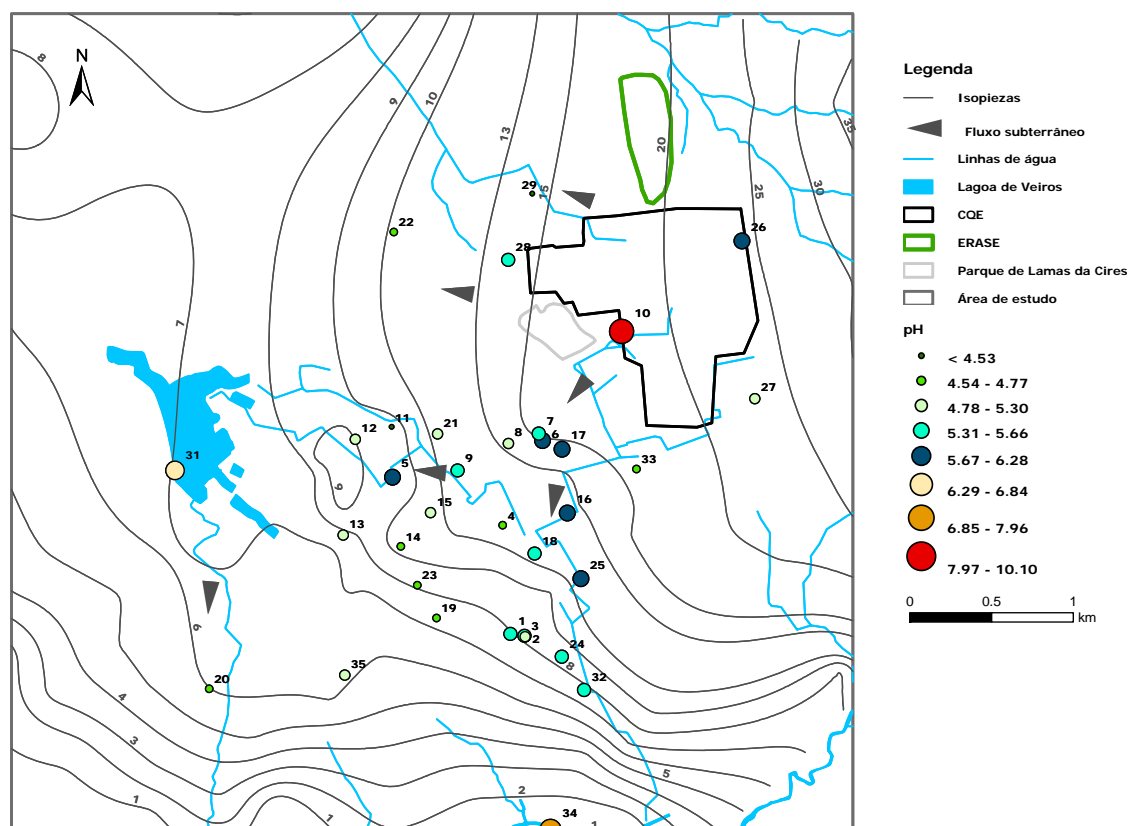 8
N
9
10
13
15
20
25
30
35
29
22
28
26
10
7
27
11
12
21
8
7
6
17
33
31
5
9
9
15
4
16
13
14
18
25
23
19
1
3
2
24
8
32
6
20
35
4
3
1
1
5
2
34
1
Legenda
Isopiezas
Fluxo subterrâneo
Linhas de água
Lagoa de Veiros
CQE
ERASE
Parque de Lamas da Cires
Área de estudo
pH
< 4.53
4.54 - 4.77
4.78 - 5.30
5.31 - 5.66
5.67 - 6.28
6.29 - 6.84
6.85 - 7.96
7.97 - 10.10
0 0.5 1
km